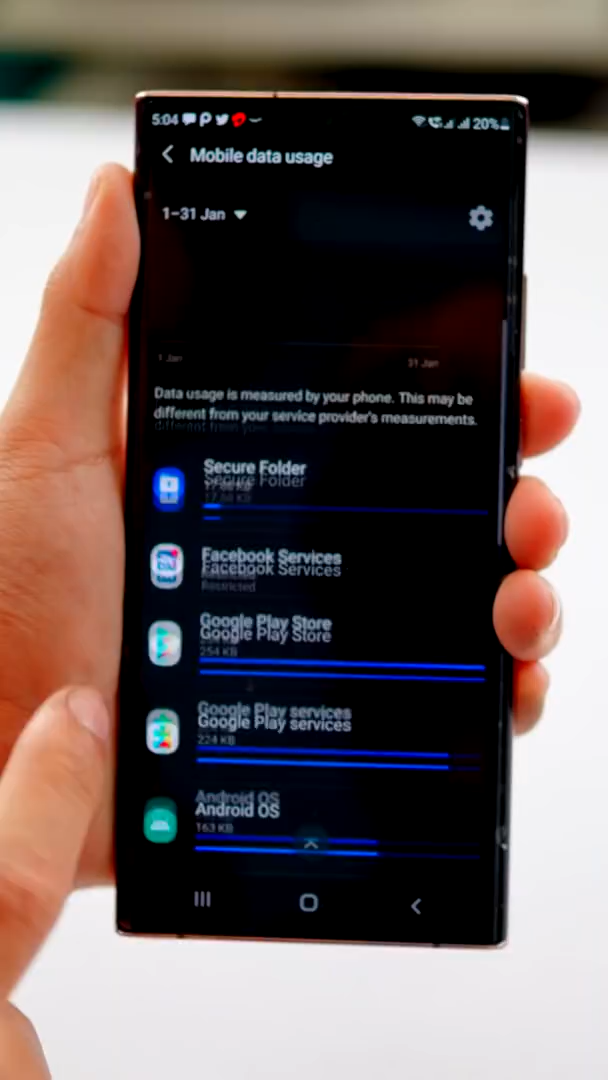 5:04
20%
Mobile data usage
1–31 Jan
1 Jan
31 Jan
Data usage is measured by your phone. This may be
different from your service provider's measurements.
Secure Folder
Facebook Services
Restricted
Google Play Store
254 KB
Google Play services
224 KB
Android OS
163 KB